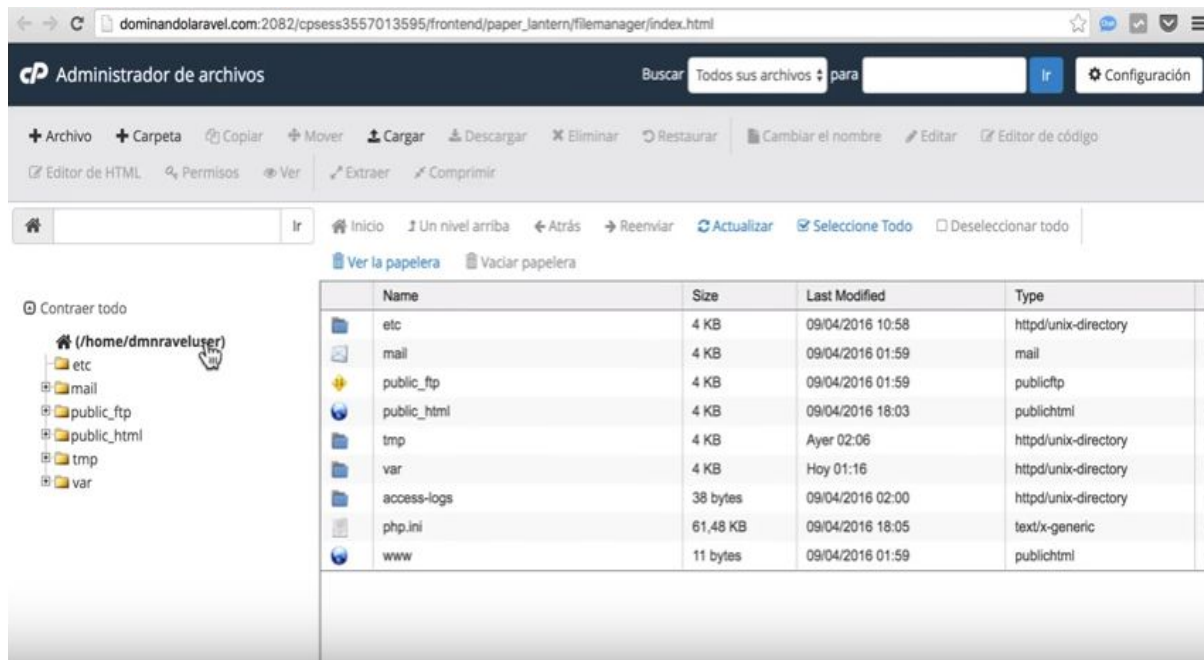 dominandolaravel.com:2082/cpsess3557013595/frontend/paper_lantern/filemanager/index.html
cP Administrador de archivos Buscar Todos sus archivos para Ir Configuración
Archivo Carpeta Copiar Mover Cargar Descargar Eliminar Restaurar Cambiar el nombre Editar Editor de código
Editor de HTML Permisos Ver Extraer Comprimir
Ir Inicio Un nivel arriba Atrás Reenviar Actualizar Seleccione Todo Deseleccionar todo
Ver la papelera Vaciar papelera
Contraer todo
(/home/dmnraveluser)
etc
mail
public_ftp
public_html
tmp
var
Name Size Last Modified Type
etc 4 KB 09/04/2016 10:58 httpd/unix-directory
mail 4 KB 09/04/2016 01:59 mail
public_ftp 4 KB 09/04/2016 01:59 publicftp
public_html 4 KB 09/04/2016 18:03 publichtml
tmp 4 KB Ayer 02:06 httpd/unix-directory
var 4 KB Hoy 01:16 httpd/unix-directory
access-logs 38 bytes 09/04/2016 02:00 httpd/unix-directory
php.ini 61,48 KB 09/04/2016 18:05 text/x-generic
www 11 bytes 09/04/2016 01:59 publichtml